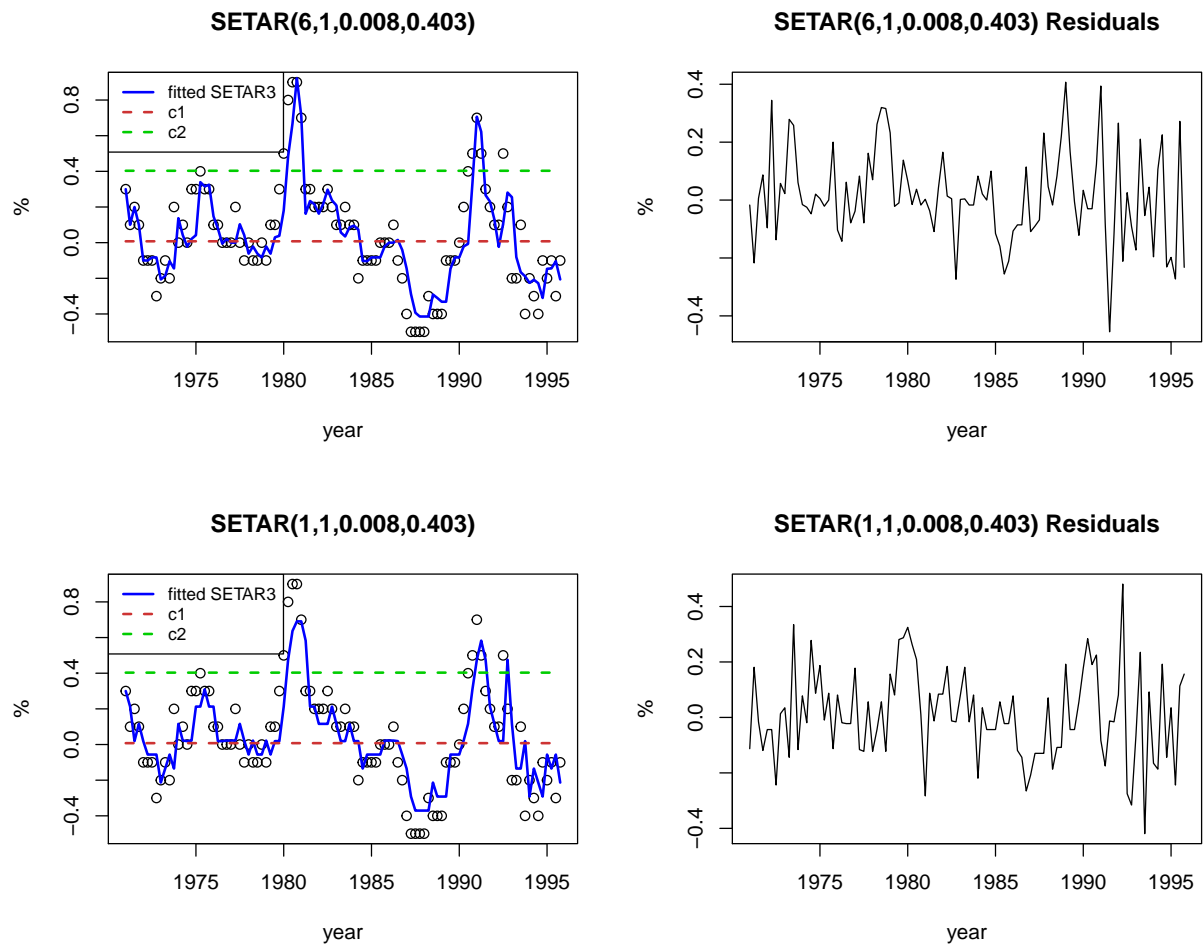 SETAR(6,1,0.008,0.403)
fitted SETAR3
c1
c2
%
0.8
0.4
0.0
−0.4
1975 1980 1985 1990 1995
year
SETAR(6,1,0.008,0.403) Residuals
%
0.4
0.2
0.0
−0.4
1975 1980 1985 1990 1995
year
SETAR(1,1,0.008,0.403)
fitted SETAR3
c1
c2
%
0.8
0.4
0.0
−0.4
1975 1980 1985 1990 1995
year
SETAR(1,1,0.008,0.403) Residuals
%
0.4
0.2
0.0
−0.4
1975 1980 1985 1990 1995
year